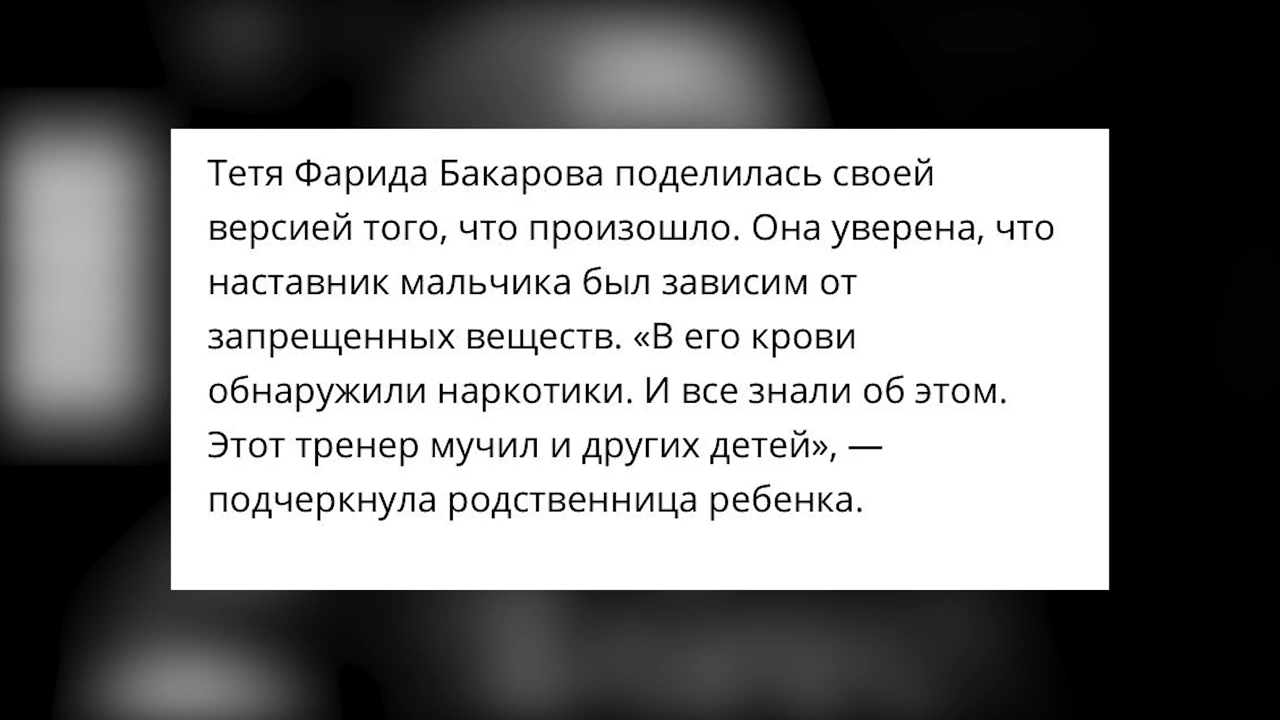 Тетя Фарида Бакарова поделилась своей
версией того, что произошло. Она уверена, что
наставник мальчика был зависим от
запрещенных веществ. «В его крови
обнаружили наркотики. И все знали об этом.
Этот тренер мучил и других детей», —
подчеркнула родственница ребенка.